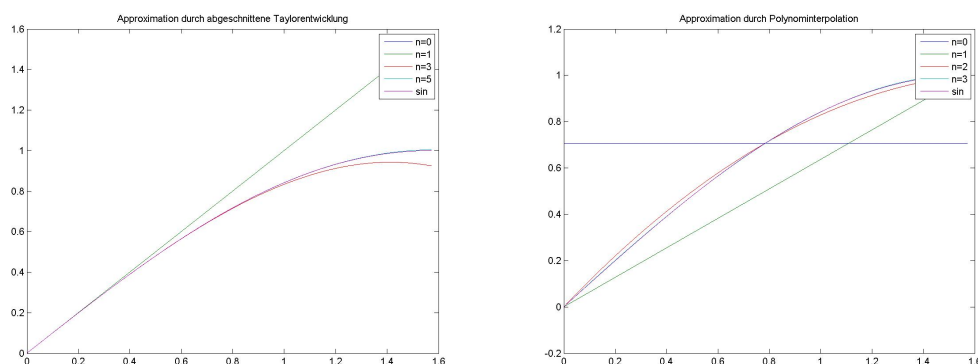 Approximation durch abgeschnittene Taylorentwicklung
1.6
1.4
1.2
1
0.8
0.6
0.4
0.2
0
0 0.2 0.4 0.6 0.8 1 1.2 1.4 1.6
n=0
n=1
n=3
n=5
sin
Approximation durch Polynominterpolation
1.2
1
0.8
0.6
0.4
0.2
0
-0.2
0 0.2 0.4 0.6 0.8 1 1.2 1.4 1.6
n=0
n=1
n=2
n=3
sin